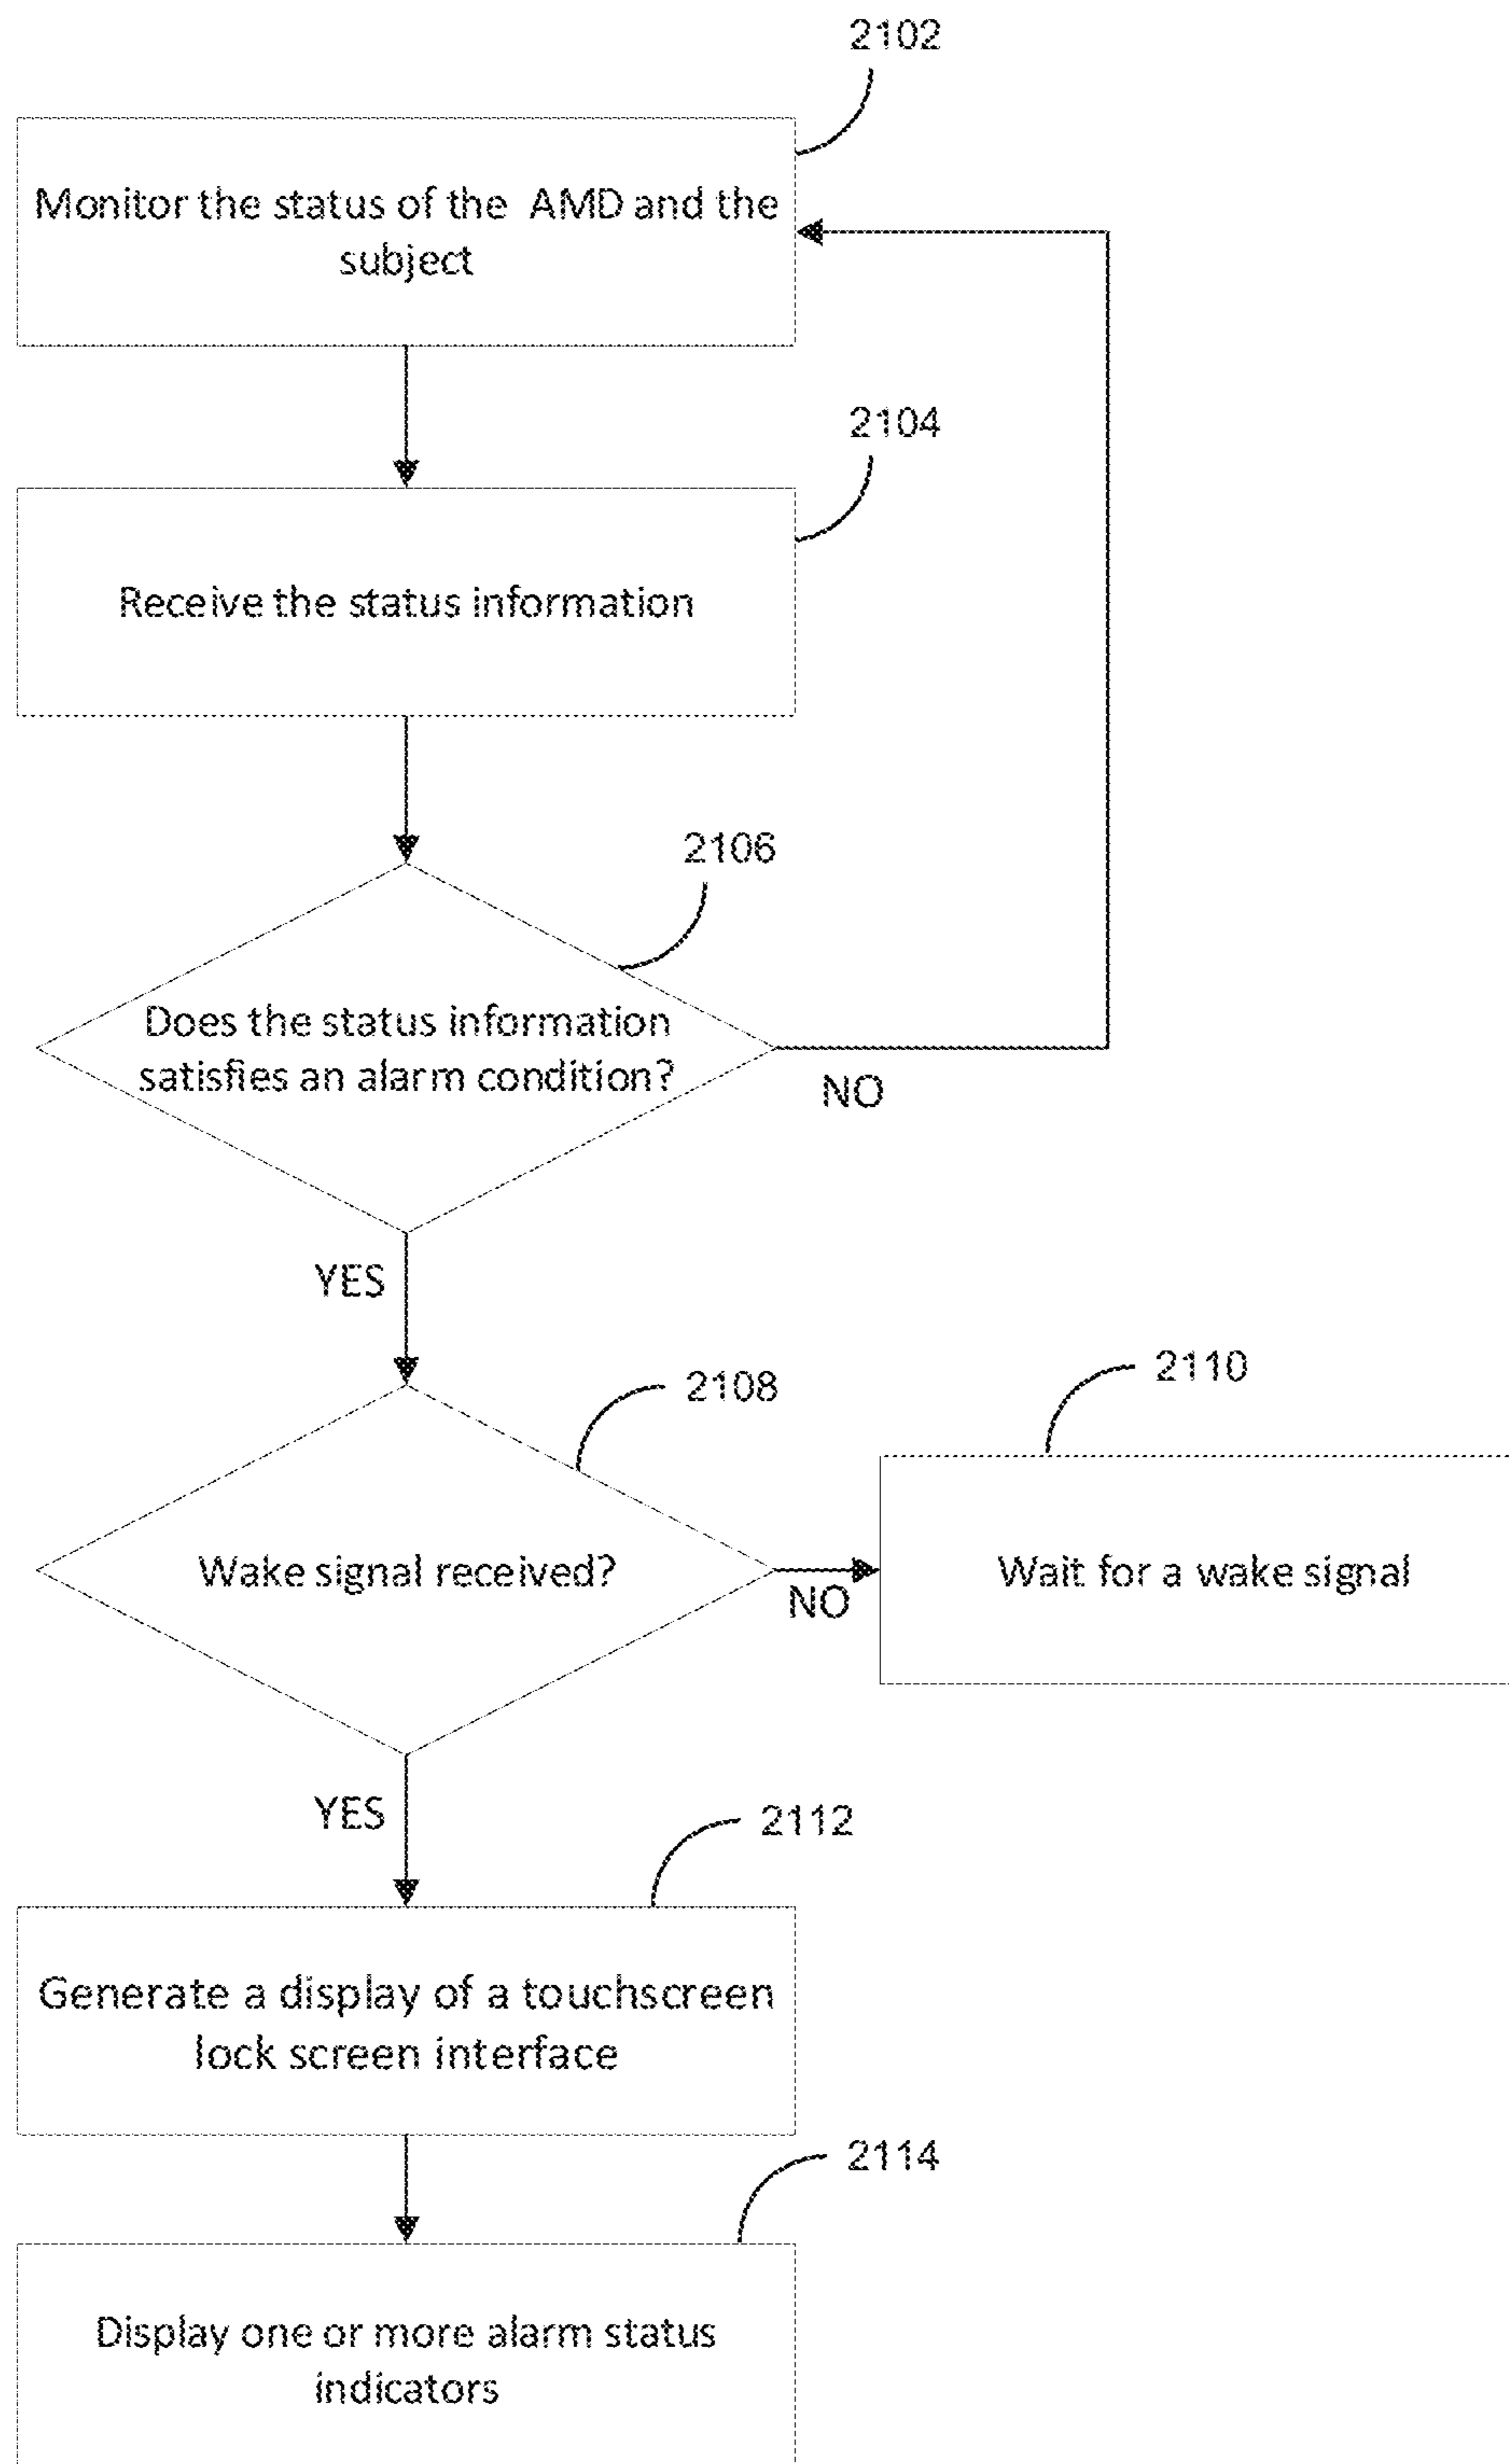 2102
Monitor the status of the AMD and the
subject
2104
Receive the status information
2106
Does the status information
satisfies an alarm condition?
NO
YES
2108
2110
Wake signal received?
NO
Wait for a wake signal
YES
2112
Generate a display of a touchscreen
lock screen interface
2114
Display one or more alarm status
indicators